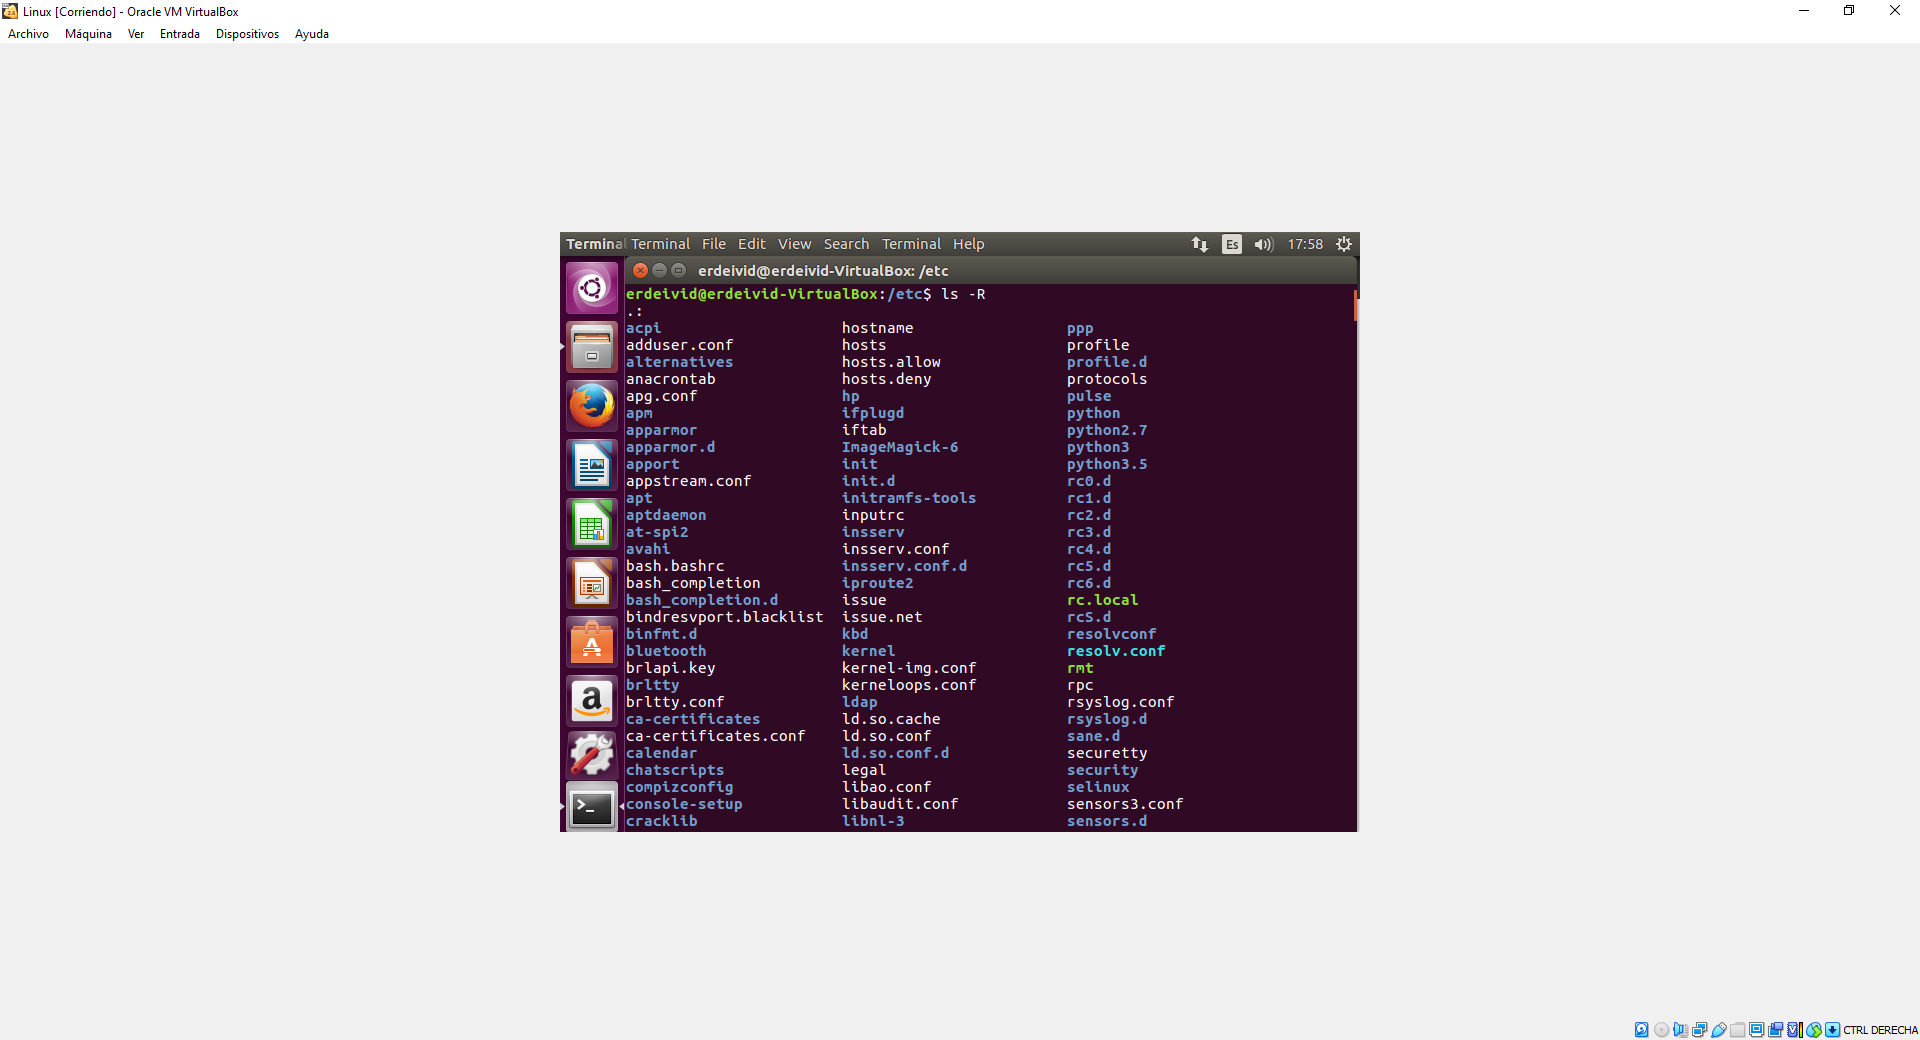 Linux [Corriendo] - Oracle VM VirtualBox
Archivo Máquina Ver Entrada Dispositivos Ayuda
Terminal Terminal File Edit View Search Terminal Help Es 17:58
erdeivid@erdeivid-VirtualBox: /etc
erdeivid@erdeivid-VirtualBox:/etc$ ls -R
.:
acpi hostname ppp
adduser.conf hosts profile
alternatives hosts.allow profile.d
anacrontab hosts.deny protocols
apg.conf hp pulse
apm ifplugd python
apparmor iftab python2.7
apparmor.d ImageMagick-6 python3
apport init python3.5
appstream.conf init.d rc0.d
apt initramfs-tools rc1.d
aptdaemon inputrc rc2.d
at-spi2 insserv rc3.d
avahi insserv.conf rc4.d
bash.bashrc insserv.conf.d rc5.d
bash_completion iproute2 rc6.d
bash_completion.d issue rc.local
bindresvport.blacklist issue.net rcS.d
binfmt.d kbd resolvconf
bluetooth kernel resolv.conf
brlapi.key kernel-img.conf rmt
brltty kerneloops.conf rpc
brltty.conf ldap rsyslog.conf
ca-certificates ld.so.cache rsyslog.d
ca-certificates.conf ld.so.conf sane.d
calendar ld.so.conf.d securetty
chatscripts legal security
compizconfig libao.conf selinux
console-setup libaudit.conf sensors3.conf
cracklib libnl-3 sensors.d
CTRL DERECHA